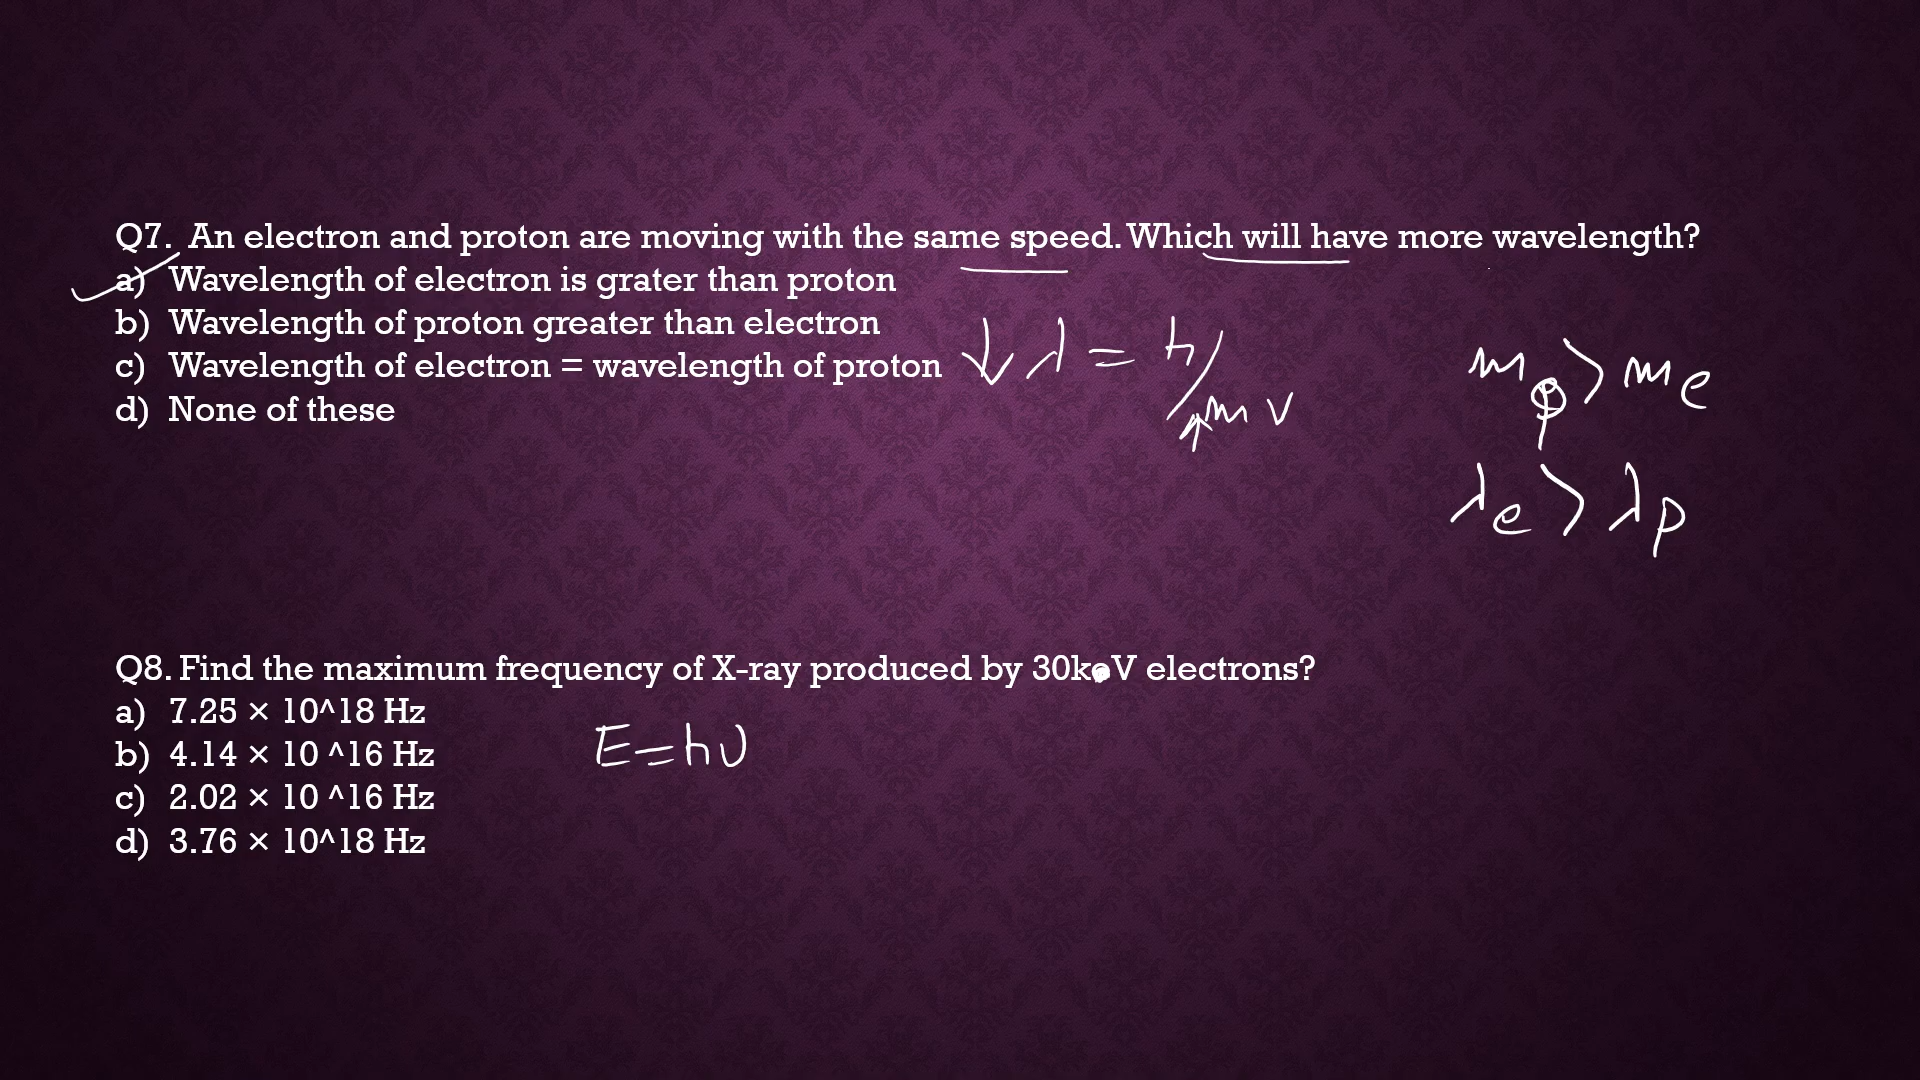 Q7. An electron and proton are moving with the same speed. Which will have more wavelength?
a) Wavelength of electron is grater than proton
b) Wavelength of proton greater than electron
c) Wavelength of electron = wavelength of proton
d) None of these
↓ λ = h/↑mv
mp > me
λe > λp
Q8. Find the maximum frequency of X-ray produced by 30keV electrons?
a) 7.25 × 10^18 Hz
b) 4.14 × 10 ^16 Hz
c) 2.02 × 10 ^16 Hz
d) 3.76 × 10^18 Hz
E=hυ